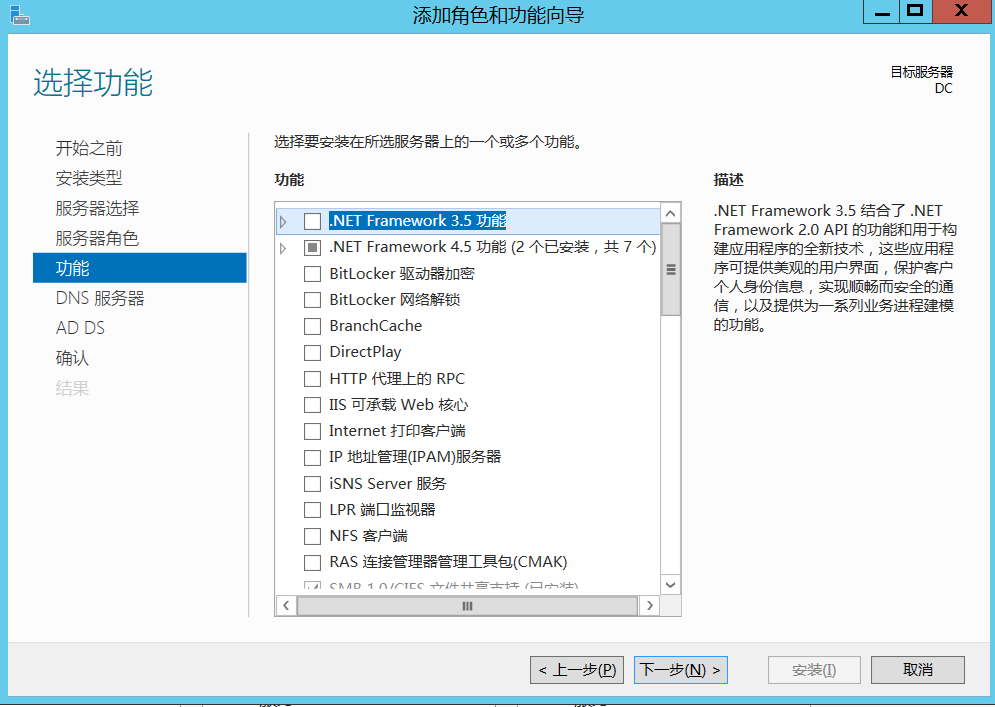 添加角色和功能向导
选择功能
目标服务器
DC
开始之前
安装类型
服务器选择
服务器角色
功能
DNS 服务器
AD DS
确认
结果
选择要安装在所选服务器上的一个或多个功能。
功能
.NET Framework 3.5 功能
.NET Framework 4.5 功能 (2 个已安装，共 7 个)
BitLocker 驱动器加密
BitLocker 网络解锁
BranchCache
DirectPlay
HTTP 代理上的 RPC
IIS 可承载 Web 核心
Internet 打印客户端
IP 地址管理(IPAM)服务器
iSNS Server 服务
LPR 端口监视器
NFS 客户端
RAS 连接管理器管理工具包(CMAK)
SMB 1.0/CIFS 文件共享支持 (已安装)
描述
.NET Framework 3.5 结合了 .NET
Framework 2.0 API 的功能和用于构
建应用程序的全新技术，这些应用程
序可提供美观的用户界面，保护客户
个人身份信息，实现顺畅而安全的通
信，以及提供为一系列业务进程建模
的功能。
< 上一步(P)
下一步(N) >
安装(I)
取消